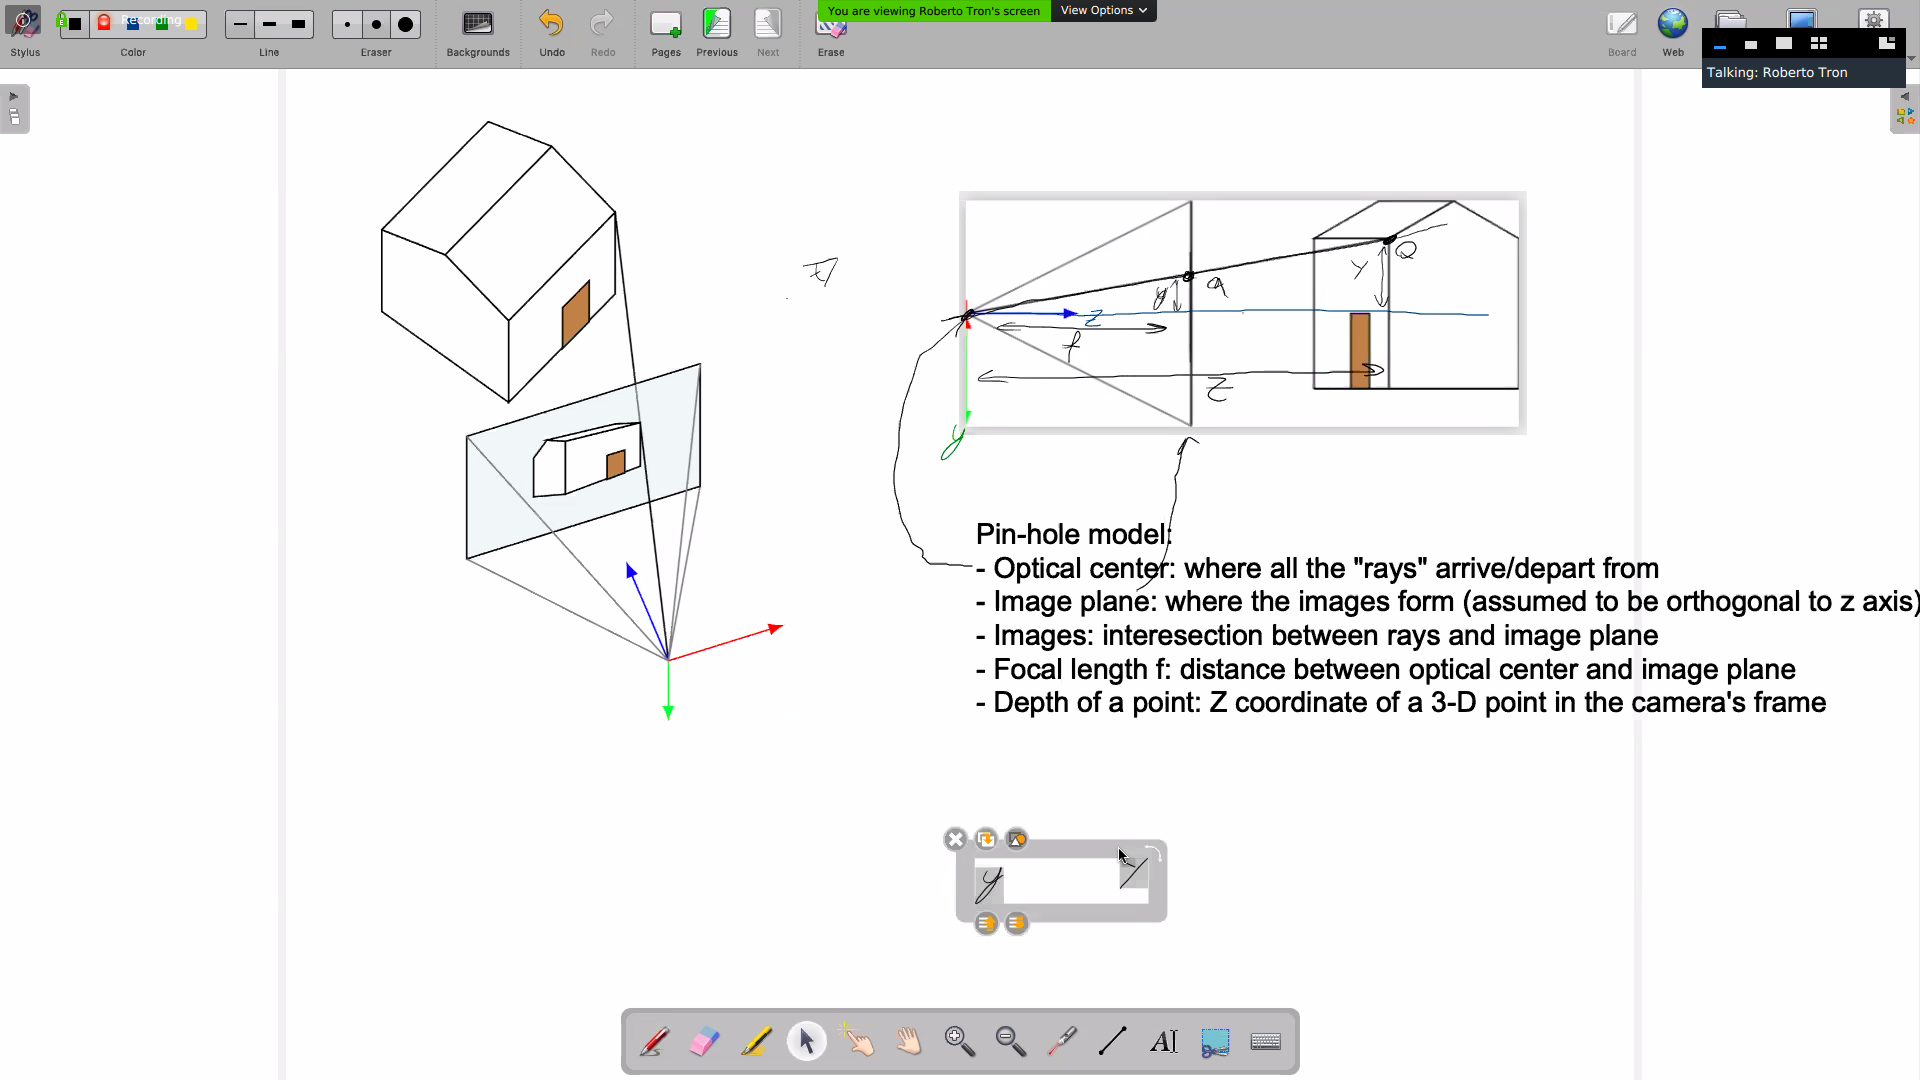 You are viewing Roberto Tron's screen View Options
Recording
Stylus Color Line Eraser Backgrounds Undo Redo Pages Previous Next Erase Board Web
Talking: Roberto Tron
Q
Y
y
Q
z
f
Z
y
Pin-hole model:
- Optical center: where all the "rays" arrive/depart from
- Image plane: where the images form (assumed to be orthogonal to z axis)
- Images: interesection between rays and image plane
- Focal length f: distance between optical center and image plane
- Depth of a point: Z coordinate of a 3-D point in the camera's frame
y Y
AI